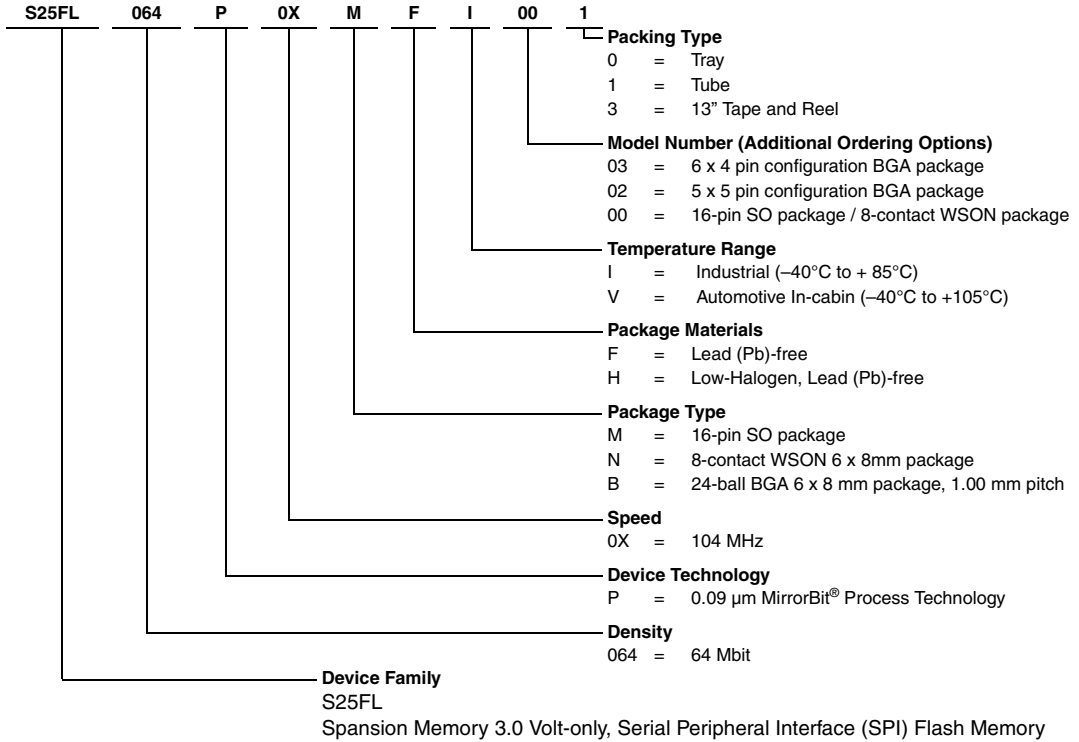 S25FL 064 P 0X M F I 00 1
Packing Type
0 = Tray
1 = Tube
3 = 13” Tape and Reel
Model Number (Additional Ordering Options)
03 = 6 x 4 pin configuration BGA package
02 = 5 x 5 pin configuration BGA package
00 = 16-pin SO package / 8-contact WSON package
Temperature Range
I = Industrial (–40°C to + 85°C)
V = Automotive In-cabin (–40°C to +105°C)
Package Materials
F = Lead (Pb)-free
H = Low-Halogen, Lead (Pb)-free
Package Type
M = 16-pin SO package
N = 8-contact WSON 6 x 8mm package
B = 24-ball BGA 6 x 8 mm package, 1.00 mm pitch
Speed
0X = 104 MHz
Device Technology
P = 0.09 µm MirrorBit® Process Technology
Density
064 = 64 Mbit
Device Family
S25FL
Spansion Memory 3.0 Volt-only, Serial Peripheral Interface (SPI) Flash Memory